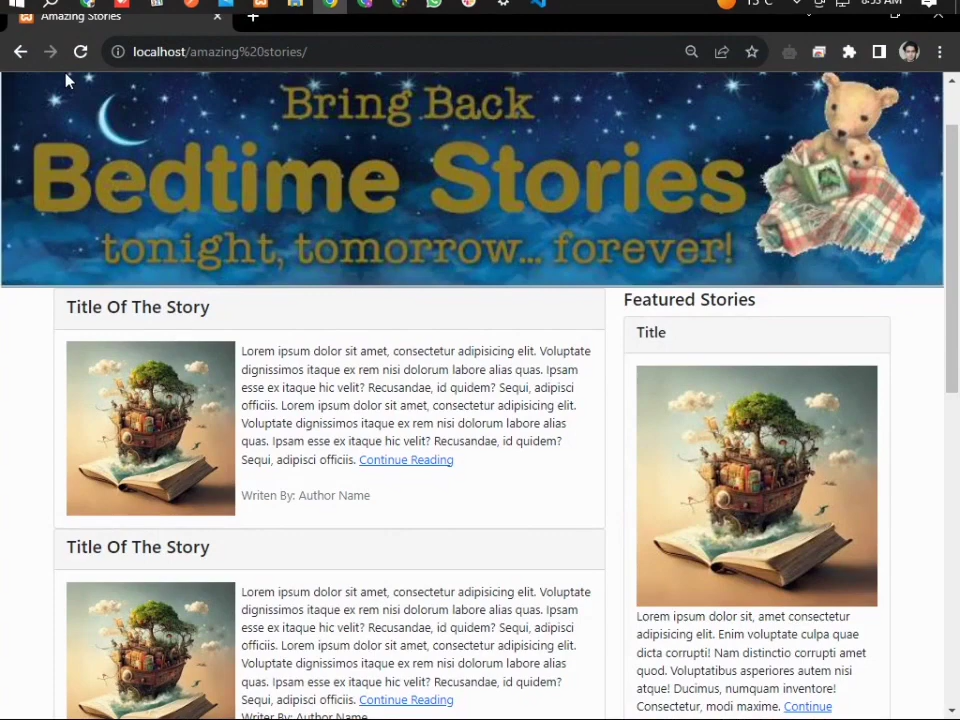 Amazing Stories
localhost/amazing%20stories/
Bring Back
Bedtime Stories
tonight, tomorrow... forever!
Title Of The Story
Lorem ipsum dolor sit amet, consectetur adipisicing elit. Voluptate
dignissimos itaque ex rem nisi dolorum labore alias quas. Ipsam
esse ex itaque hic velit? Recusandae, id quidem? Sequi, adipisci
officiis. Lorem ipsum dolor sit amet, consectetur adipisicing elit.
Voluptate dignissimos itaque ex rem nisi dolorum labore alias
quas. Ipsam esse ex itaque hic velit? Recusandae, id quidem?
Sequi, adipisci officiis. Continue Reading
Writen By: Author Name
Title Of The Story
Lorem ipsum dolor sit amet, consectetur adipisicing elit. Voluptate
dignissimos itaque ex rem nisi dolorum labore alias quas. Ipsam
esse ex itaque hic velit? Recusandae, id quidem? Sequi, adipisci
officiis. Lorem ipsum dolor sit amet, consectetur adipisicing elit.
Voluptate dignissimos itaque ex rem nisi dolorum labore alias
quas. Ipsam esse ex itaque hic velit? Recusandae, id quidem?
Sequi, adipisci officiis. Continue Reading
Writer By: Author Name
Featured Stories
Title
Lorem ipsum dolor sit, amet consectetur
adipisicing elit. Enim voluptate culpa quae
dicta corrupti! Nam distinctio corrupti amet
quod. Voluptatibus asperiores autem nisi
atque! Ducimus, numquam inventore!
Consectetur, modi maxime. Continue